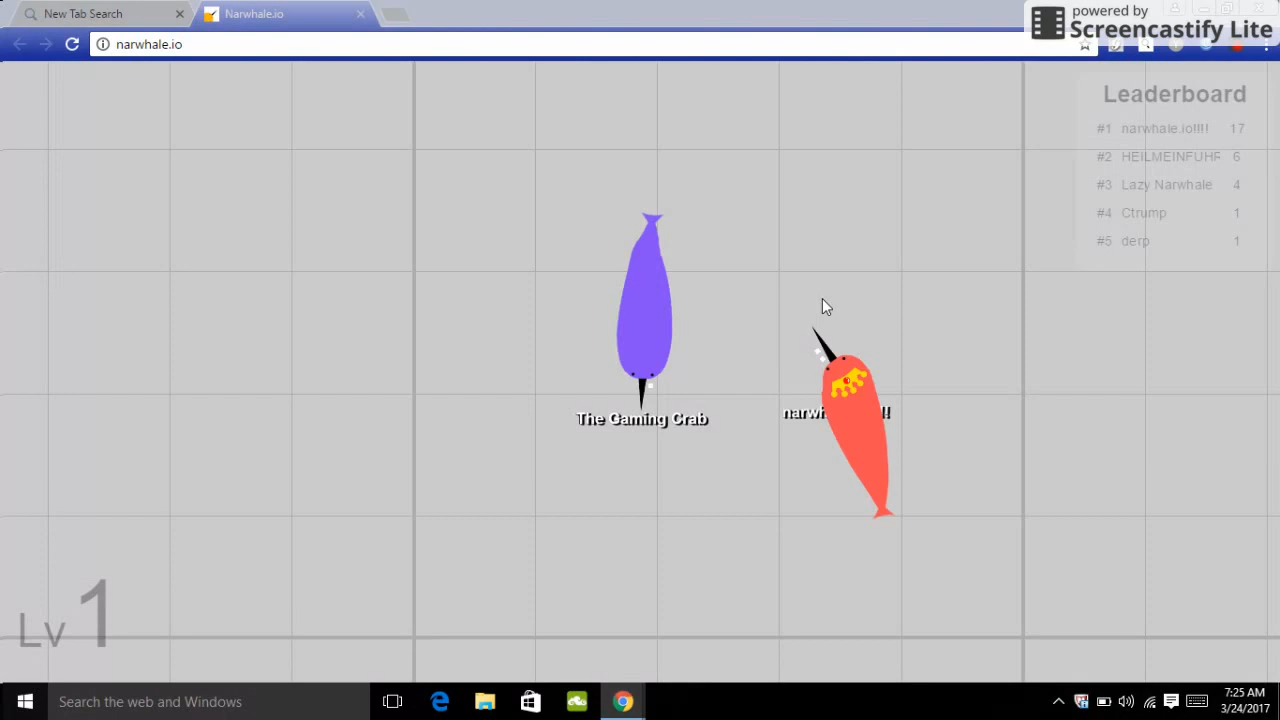 New Tab Search
Narwhale.io
powered by
Screencastify Lite
narwhale.io
Leaderboard
#1 narwhale.io!!!! 17
#2 HEILMEINFUHR 6
#3 Lazy Narwhale 4
#4 Ctrump 1
#5 derp 1
The Gaming Crab
narwh !!
Lv 1
Search the web and Windows
7:25 AM
3/24/2017